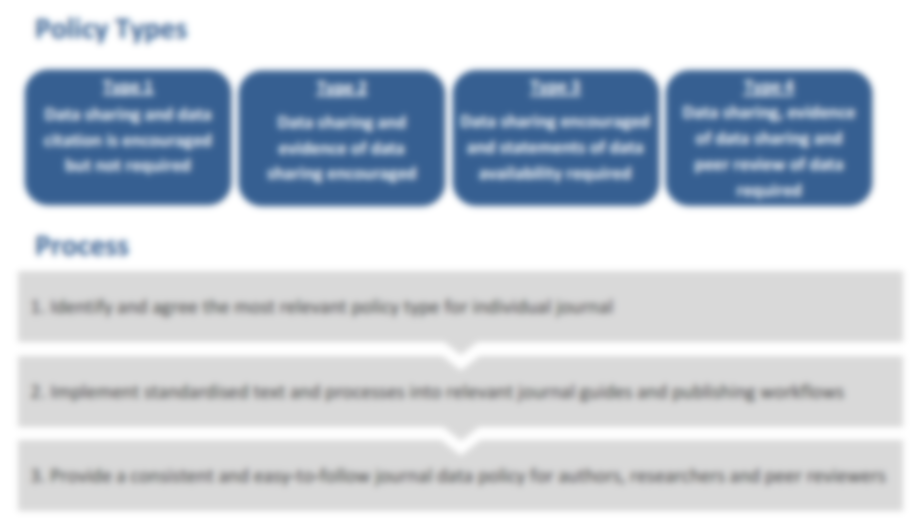 Policy Types
Type 1
Data sharing and data
citation is encouraged
but not required
Type 2
Data sharing and
evidence of data
sharing encouraged
Type 3
Data sharing encouraged
and statements of data
availability required
Type 4
Data sharing, evidence
of data sharing and
peer review of data
required
Process
1. Identify and agree the most relevant policy type for individual journal
2. Implement standardised text and processes into relevant journal guides and publishing workflows
3. Provide a consistent and easy-to-follow journal data policy for authors, researchers and peer reviewers